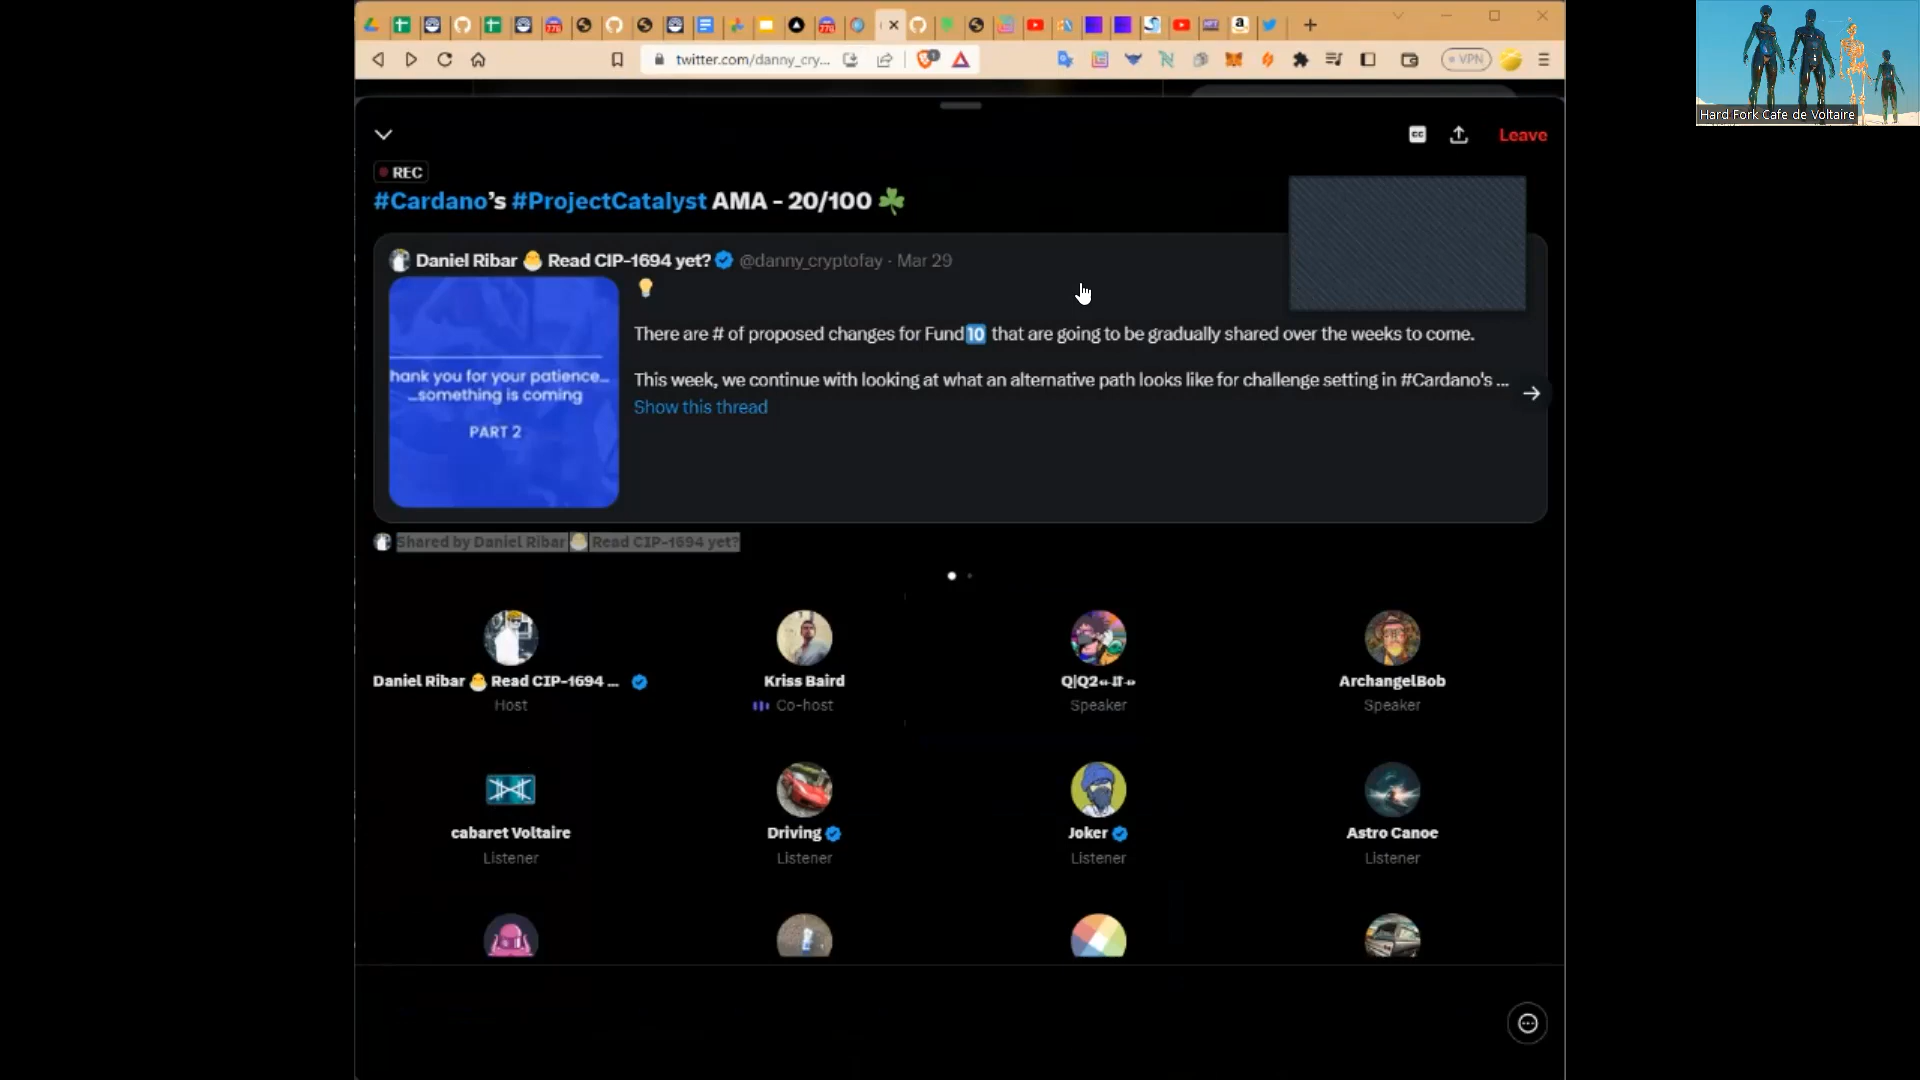 twitter.com/danny_cry...
VPN
Hard Fork Cafe de Voltaire
CC
Leave
REC
#Cardano's #ProjectCatalyst AMA - 20/100 ☘️
Daniel Ribar 🐣 Read CIP-1694 yet? @danny_cryptofay · Mar 29
💡
There are # of proposed changes for Fund🔟 that are going to be gradually shared over the weeks to come.
hank you for your patience...
...something is coming
PART 2
This week, we continue with looking at what an alternative path looks like for challenge setting in #Cardano's ...
Show this thread
Shared by Daniel Ribar 🐣 Read CIP-1694 yet?
Daniel Ribar 🐣 Read CIP-1694 ...
Host
Kriss Baird
Co-host
Speaker
ArchangelBob
Speaker
cabaret Voltaire
Listener
Driving
Listener
Joker
Listener
Astro Canoe
Listener